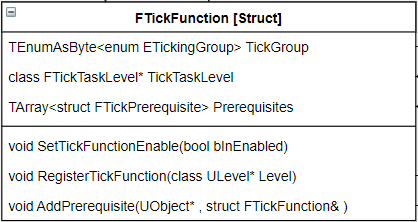 FTickFunction [Struct]
TEnumAsByte<enum ETickingGroup> TickGroup
class FTickTaskLevel* TickTaskLevel
TArray<struct FTickPrerequisite> Prerequisites
void SetTickFunctionEnable(bool bInEnabled)
void RegisterTickFunction(class ULevel* Level)
void AddPrerequisite(UObject* , struct FTickFunction& )